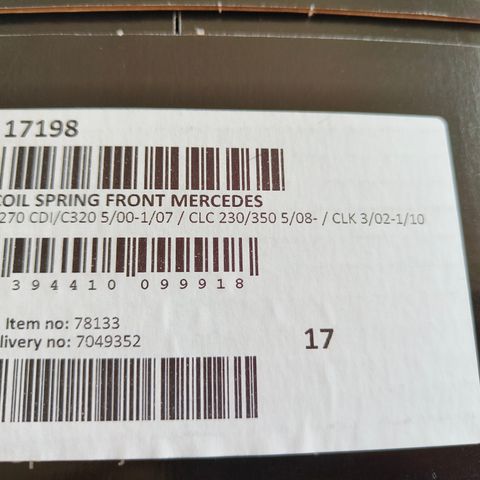 17198
COIL SPRING FRONT MERCEDES
270 CDI/C320 5/00-1/07 / CLC 230/350 5/08- / CLK 3/02-1/10
394410 099918
Item no: 78133
livery no: 7049352
17